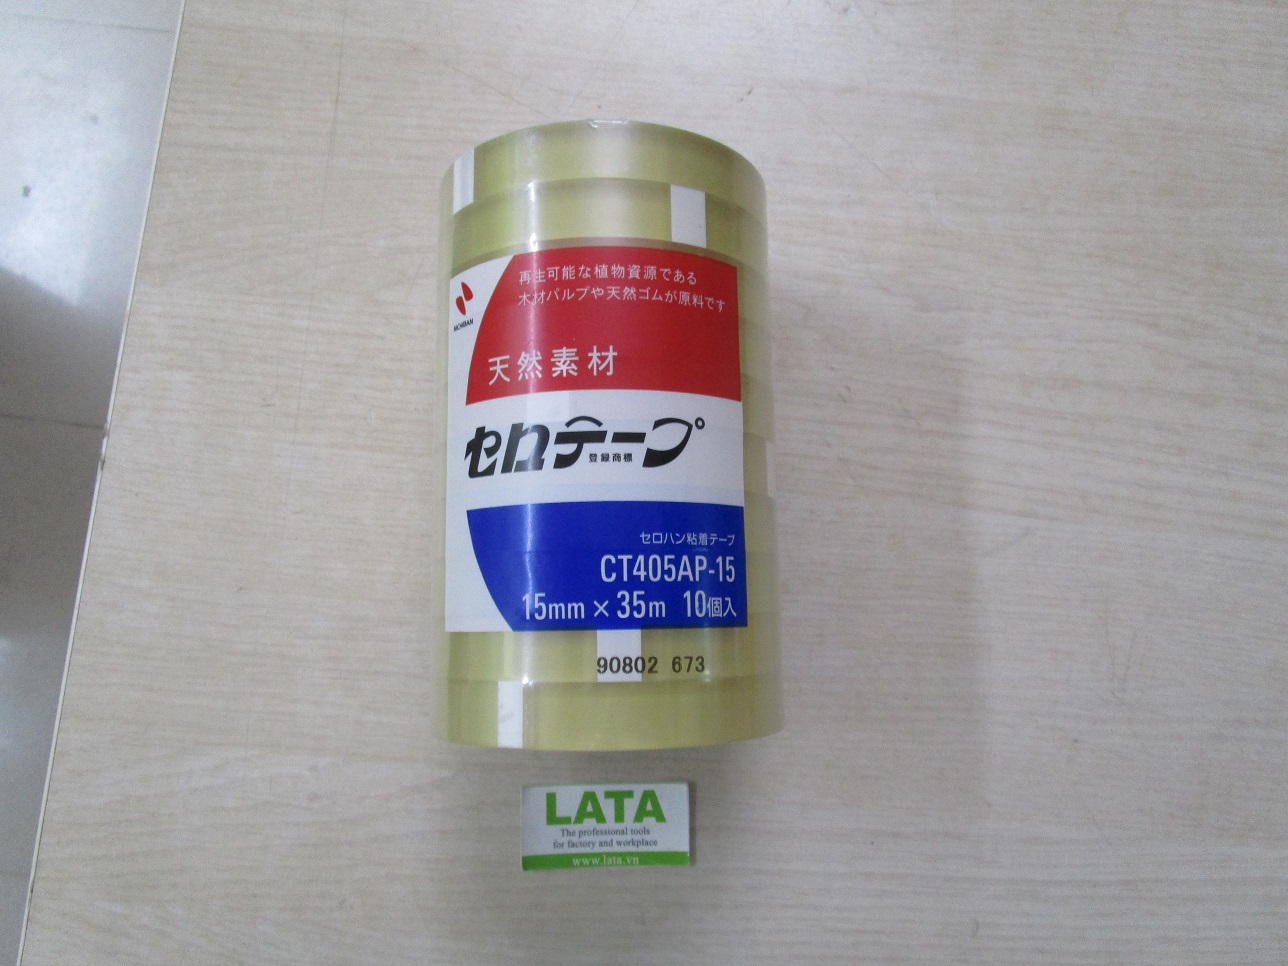 再生可能な植物資源である
木材パルプや天然ゴムが原料です
NICHIBAN
天然素材
セロテープ
登録商標
セロハン粘着テープ
CT405AP-15
15mm × 35m 10個入
90802 673
LATA
The professional tools
for factory and workplace
www.lata.vn